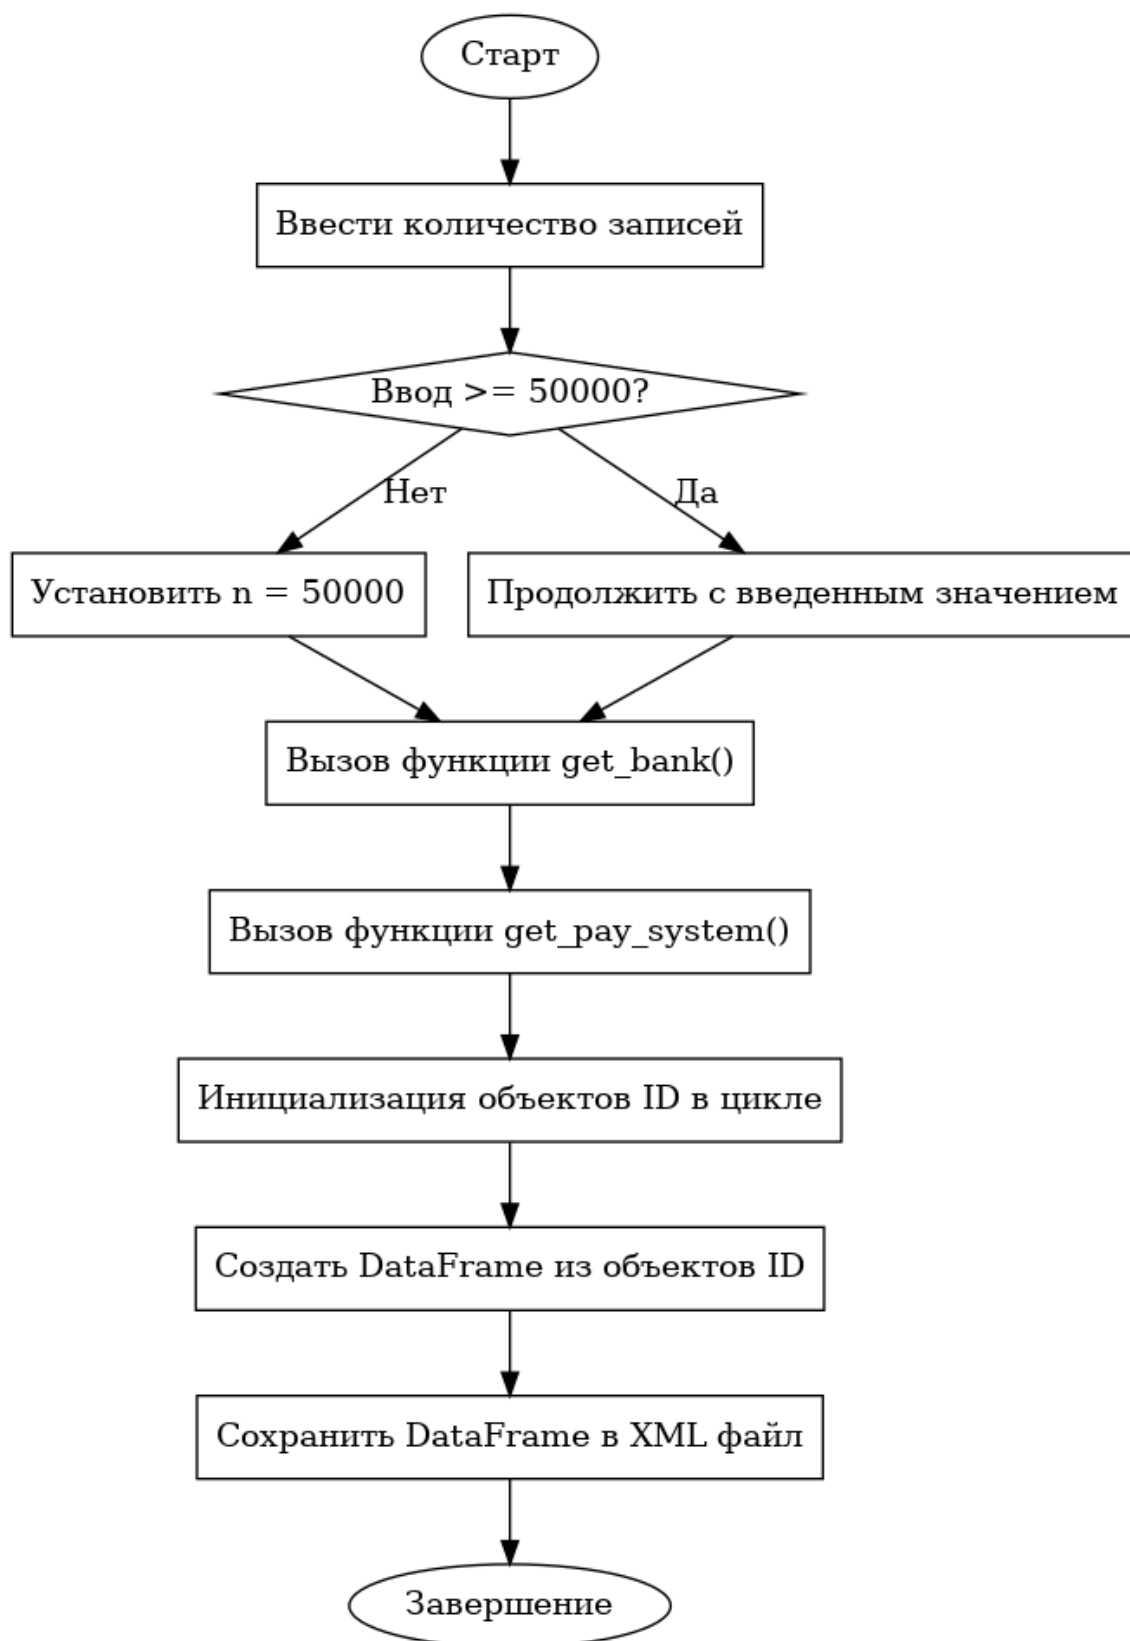 Старт
Ввести количество записей
Ввод >= 50000?
Нет
Да
Установить n = 50000
Продолжить с введенным значением
Вызов функции get_bank()
Вызов функции get_pay_system()
Инициализация объектов ID в цикле
Создать DataFrame из объектов ID
Сохранить DataFrame в XML файл
Завершение